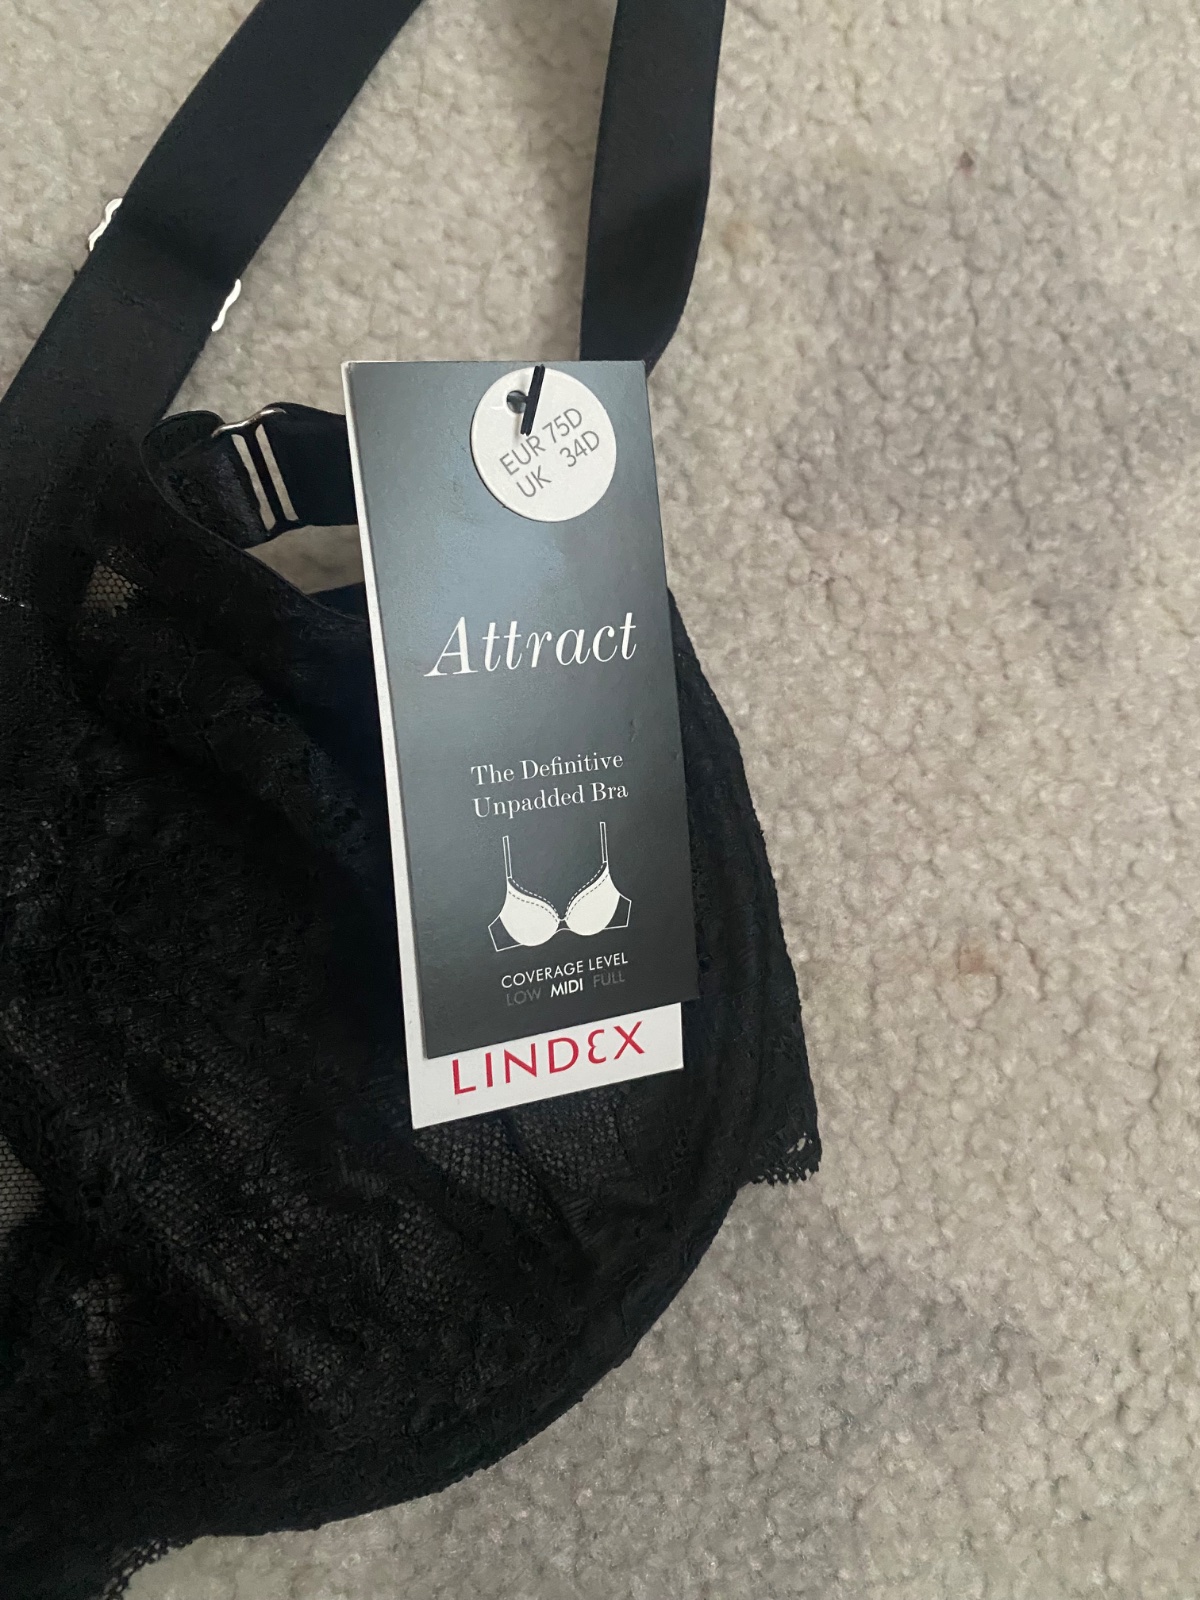 EUR 75D
UK 34D
Attract
The Definitive
Unpadded Bra
COVERAGE LEVEL
LOW MIDI FULL
LINDEX